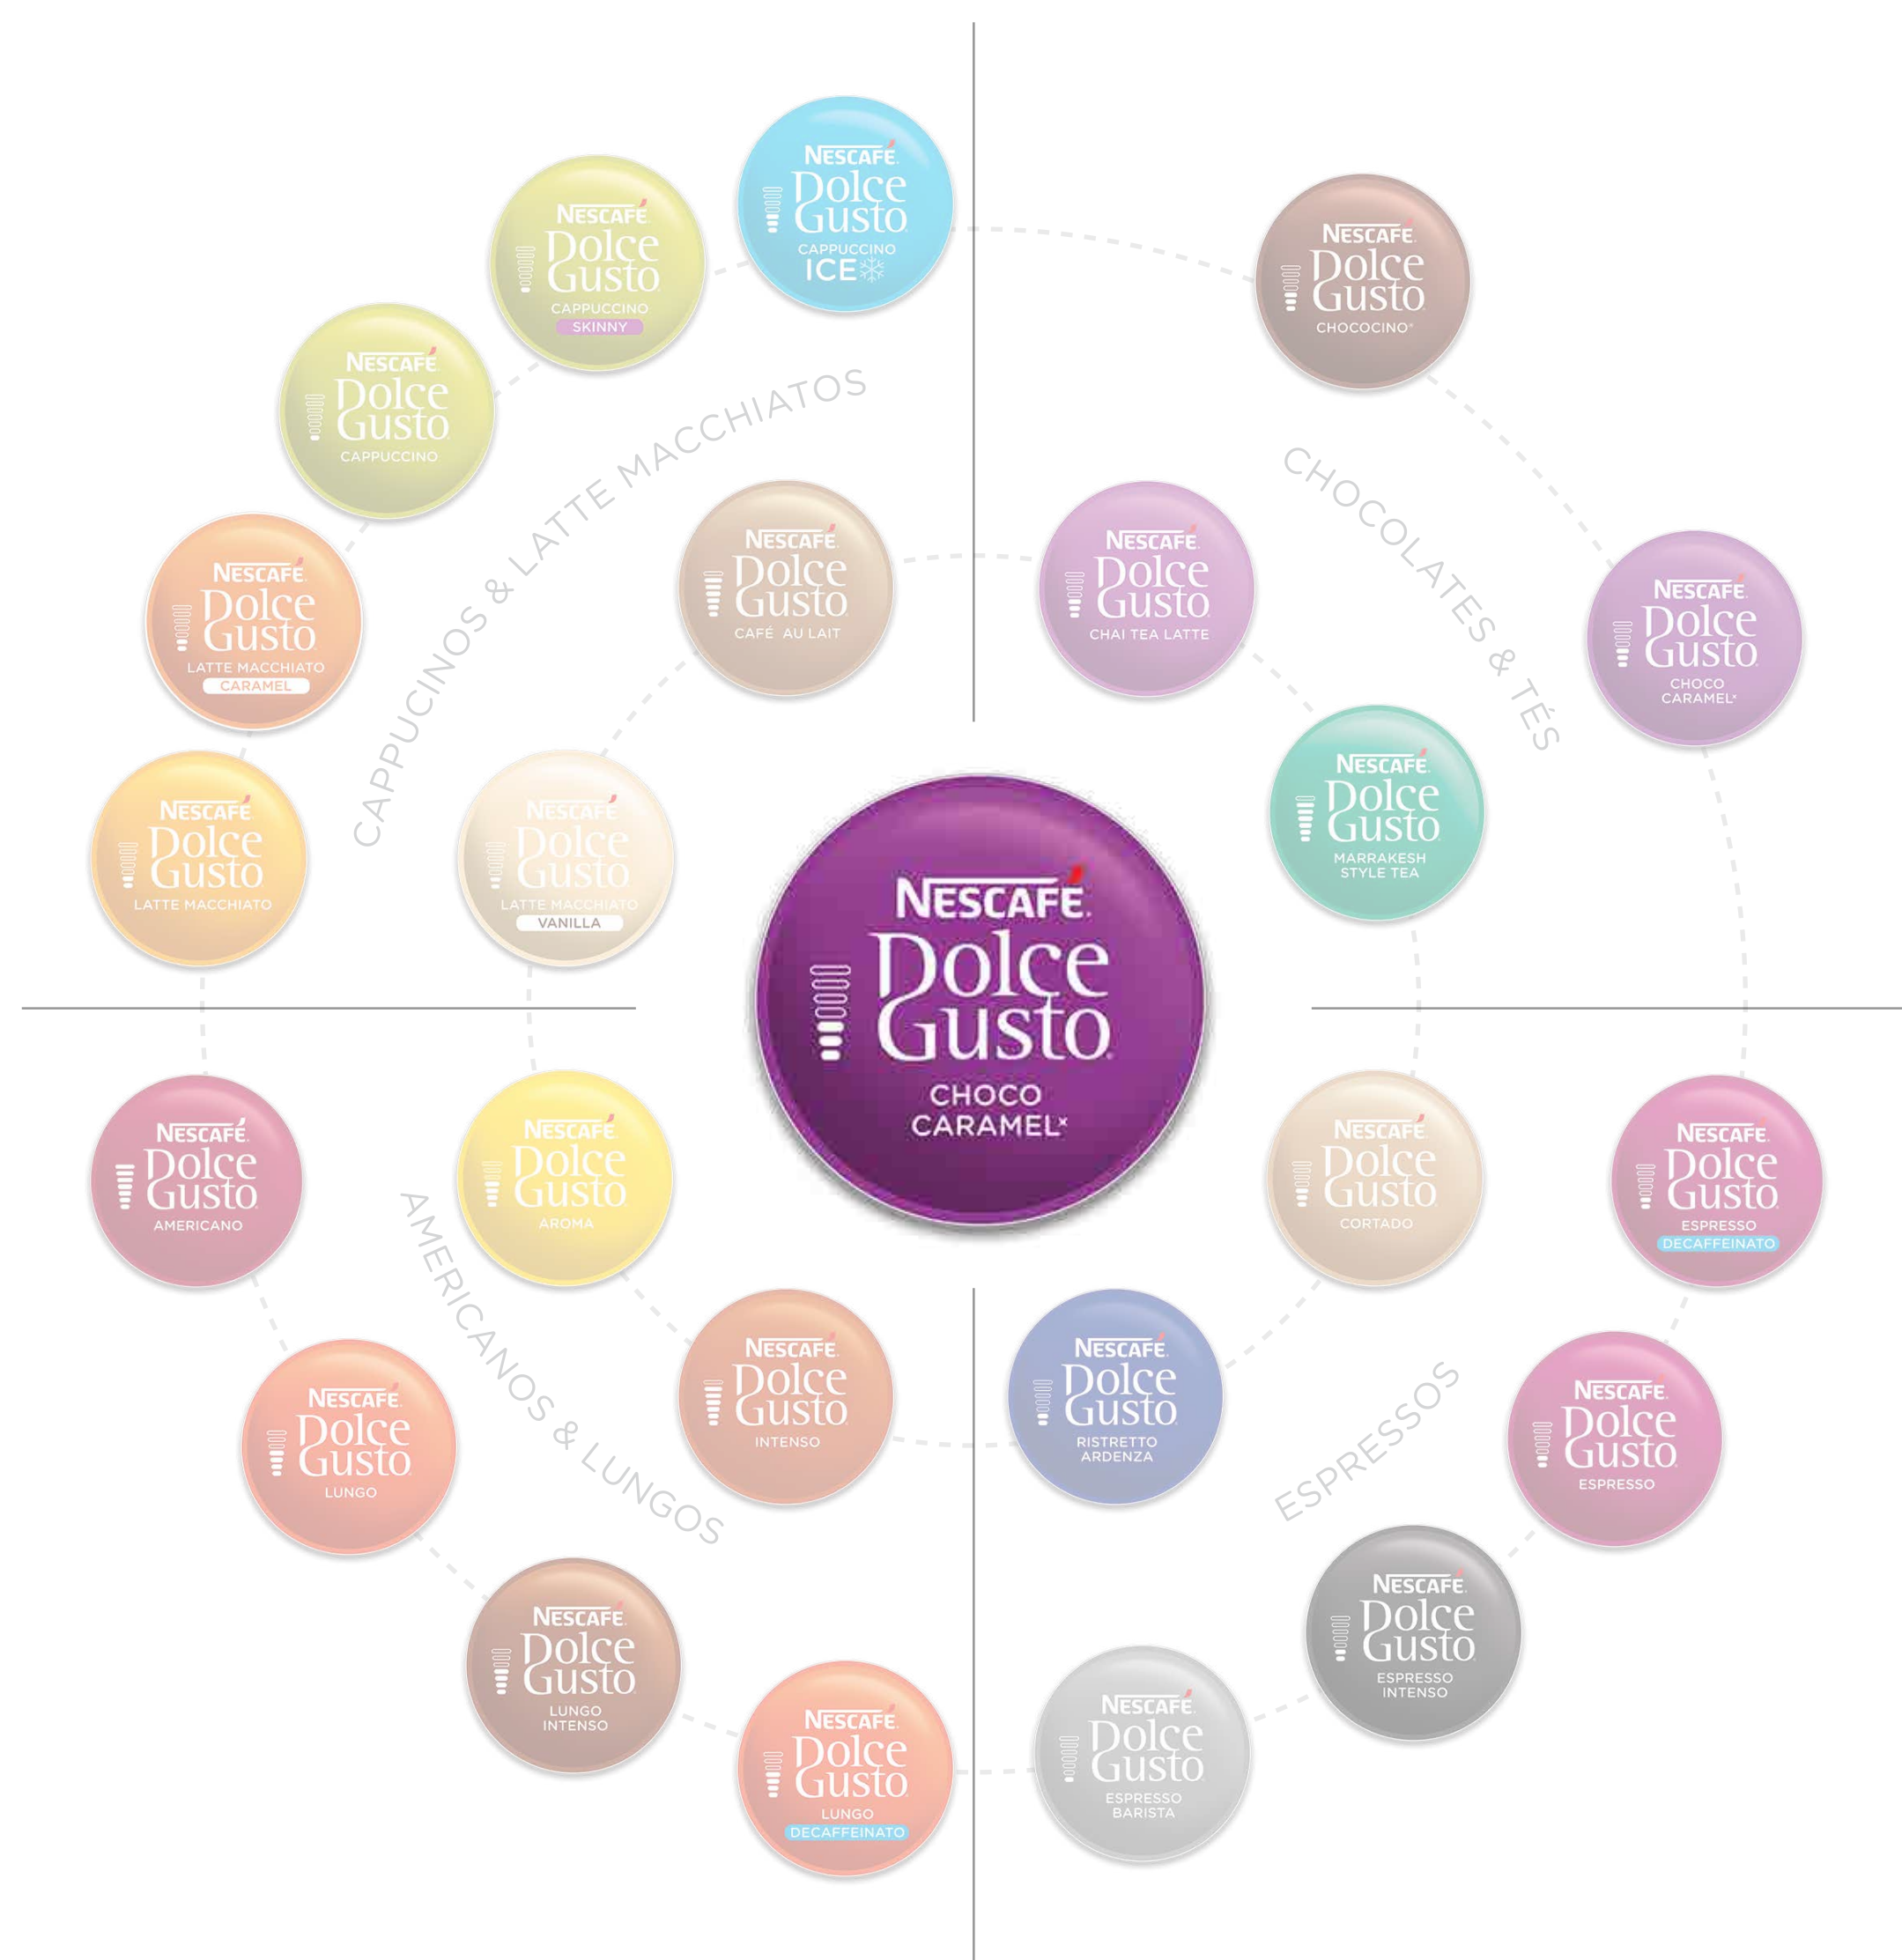 NESCAFÉ.
Dolce
Gusto
CAPPUCCINO
ICE
NESCAFÉ.
Dolce
Gusto
CAPPUCCINO
SKINNY
NESCAFÉ.
Dolce
Gusto
CAPPUCCINO
NESCAFÉ.
Dolce
Gusto
LATTE MACCHIATO
CARAMEL
NESCAFÉ.
Dolce
Gusto
LATTE MACCHIATO
CAPPUCINOS & LATTE MACCHIATOS
NESCAFÉ.
Dolce
Gusto
CAFÉ AU LAIT
NESCAFÉ.
Dolce
Gusto
LATTE MACCHIATO
VANILLA
NESCAFÉ.
Dolce
Gusto
CHOCOCINO®
NESCAFÉ.
Dolce
Gusto
CHOCO
CARAMEL*
CHOCOLATES & TÉS
NESCAFÉ.
Dolce
Gusto
CHAI TEA LATTE
NESCAFÉ.
Dolce
Gusto
MARRAKESH
STYLE TEA
NESCAFÉ.
Dolce
Gusto
CHOCO
CARAMEL*
NESCAFÉ.
Dolce
Gusto
AMERICANO
NESCAFÉ.
Dolce
Gusto
AROMA
NESCAFÉ.
Dolce
Gusto
INTENSO
AMERICANOS & LUNGOS
NESCAFÉ.
Dolce
Gusto
LUNGO
NESCAFÉ.
Dolce
Gusto
LUNGO
INTENSO
NESCAFÉ.
Dolce
Gusto
LUNGO
DECAFFEINATO
NESCAFÉ.
Dolce
Gusto
CORTADO
NESCAFÉ.
Dolce
Gusto
ESPRESSO
DECAFFEINATO
NESCAFÉ.
Dolce
Gusto
RISTRETTO
ARDENZA
ESPRESSOS
NESCAFÉ.
Dolce
Gusto
ESPRESSO
NESCAFÉ.
Dolce
Gusto
ESPRESSO
INTENSO
NESCAFÉ.
Dolce
Gusto
ESPRESSO
BARISTA